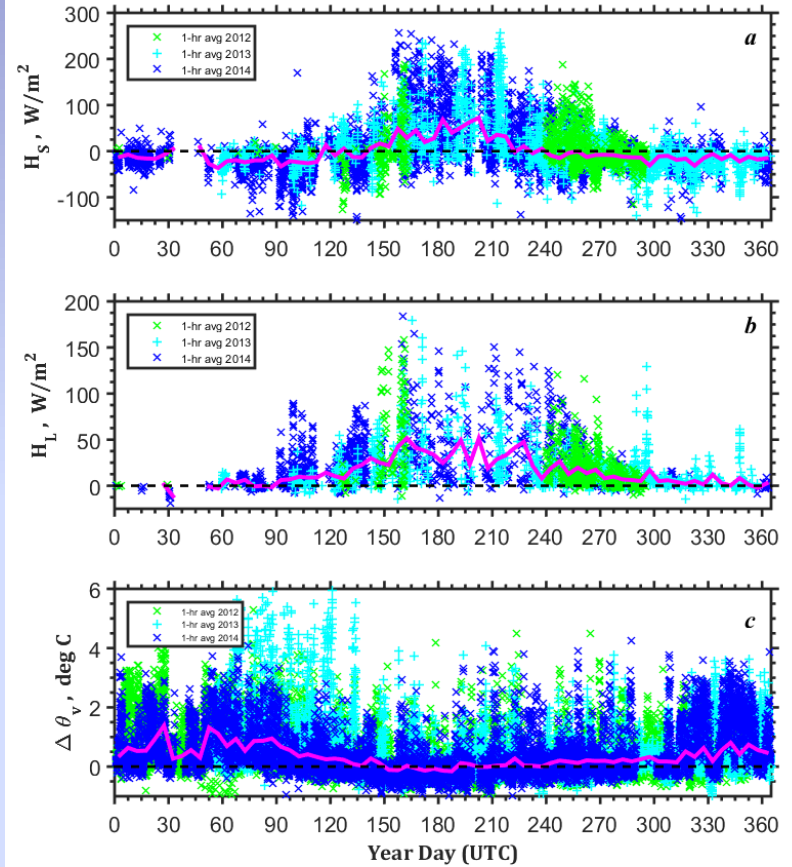 300
200
100
0
-100
H_S , W/m²
1-hr avg 2012
1-hr avg 2013
1-hr avg 2014
a
0 30 60 90 120 150 180 210 240 270 300 330 360
200
150
100
50
0
H_L , W/m²
1-hr avg 2012
1-hr avg 2013
1-hr avg 2014
b
0 30 60 90 120 150 180 210 240 270 300 330 360
6
4
2
0
Δ θ_v , deg C
1-hr avg 2012
1-hr avg 2013
1-hr avg 2014
c
0 30 60 90 120 150 180 210 240 270 300 330 360
Year Day (UTC)